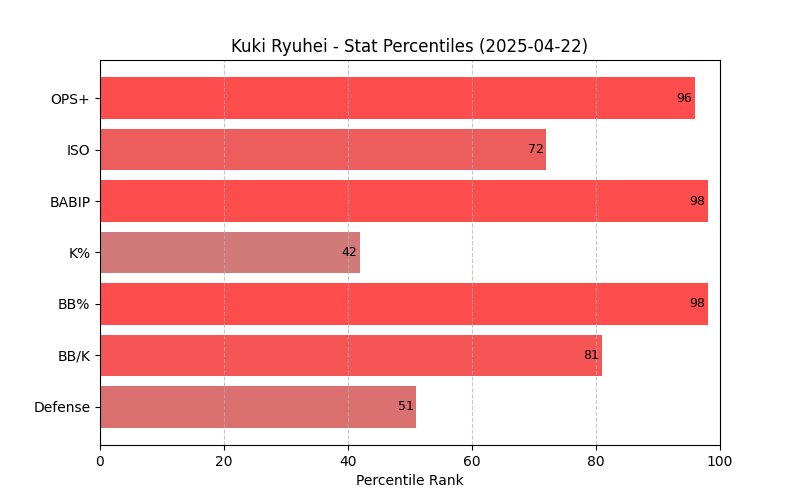 Kuki Ryuhei - Stat Percentiles (2025-04-22)
OPS+ 96
ISO 72
BABIP 98
K% 42
BB% 98
BB/K 81
Defense 51
0 20 40 60 80 100
Percentile Rank